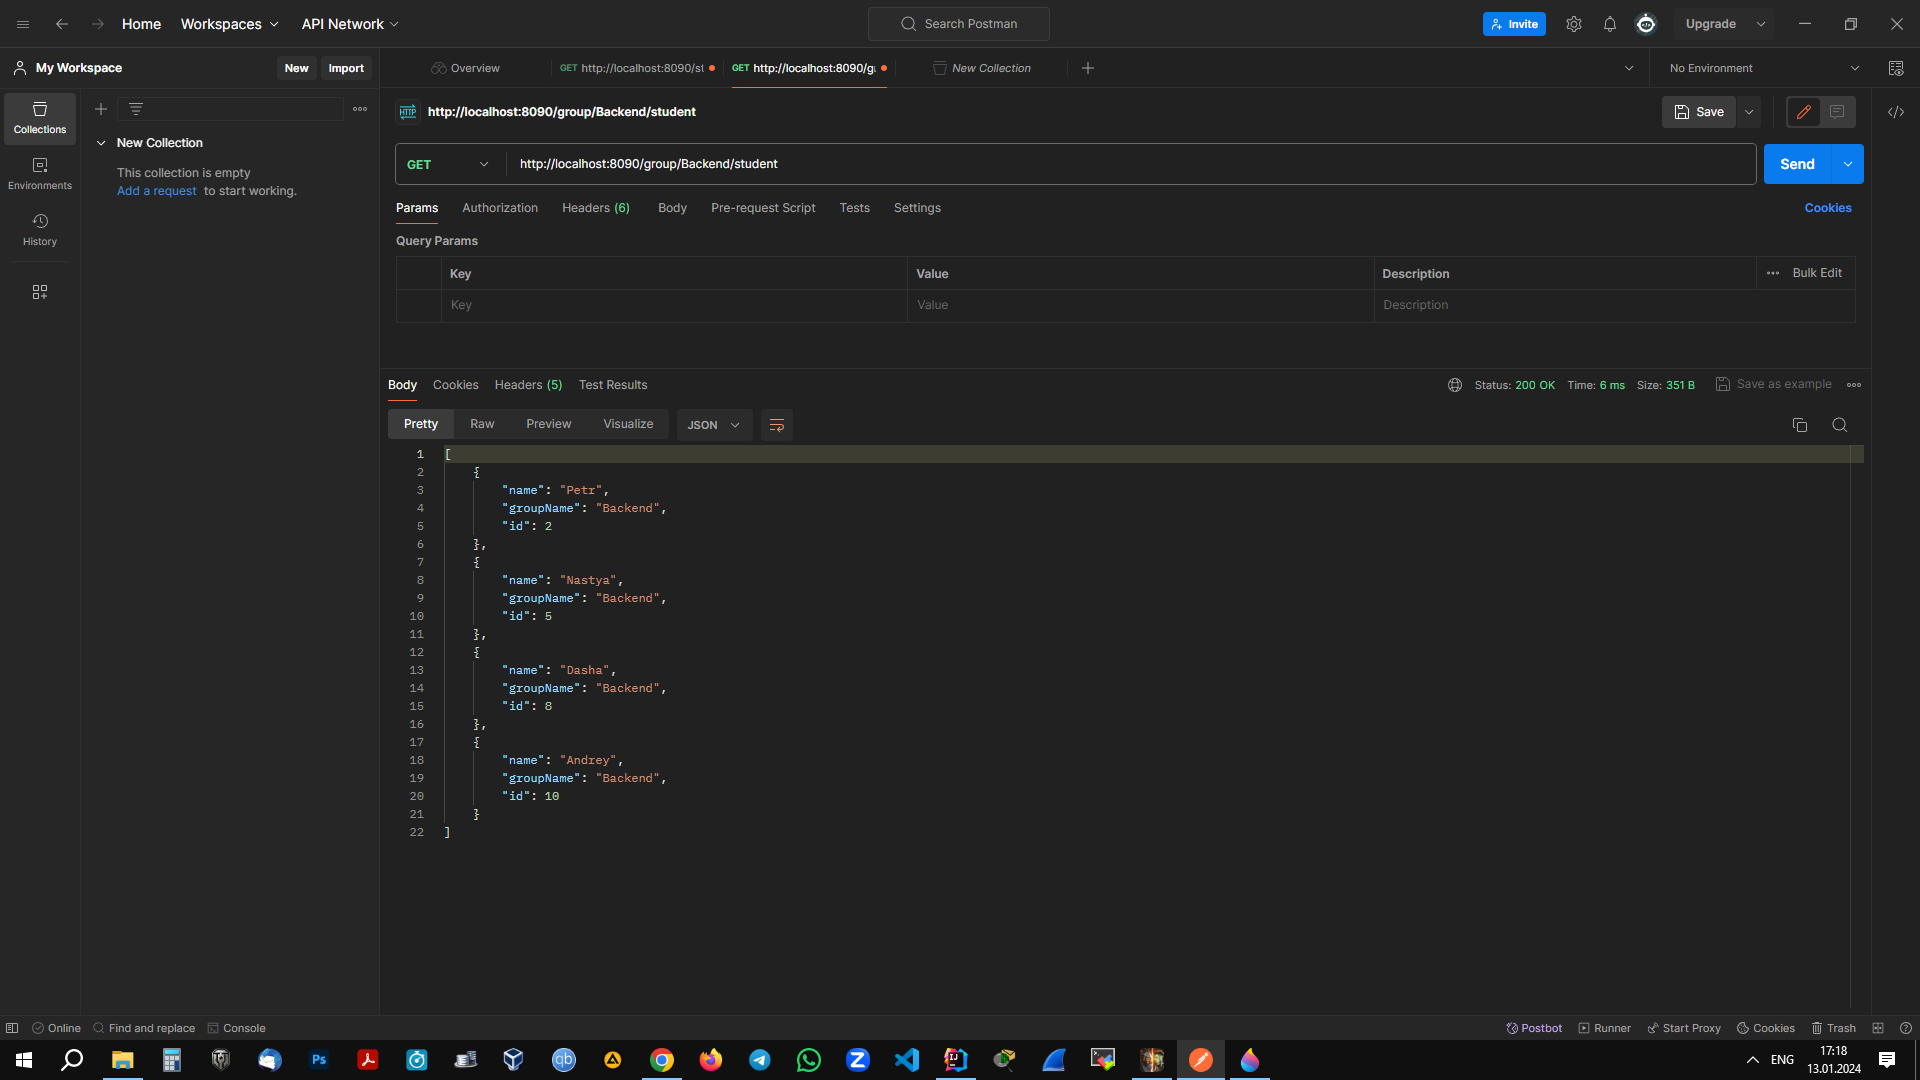 Home Workspaces API Network Search Postman Invite Upgrade
My Workspace New Import Overview GET http://localhost:8090/st GET http://localhost:8090/g New Collection No Environment
Collections
Environments
History
New Collection
This collection is empty
Add a request to start working.
HTTP http://localhost:8090/group/Backend/student Save
GET http://localhost:8090/group/Backend/student Send
Params Authorization Headers (6) Body Pre-request Script Tests Settings Cookies
Query Params
Key Value Description Bulk Edit
Key Value Description
Body Cookies Headers (5) Test Results Status: 200 OK Time: 6 ms Size: 351 B Save as example
Pretty Raw Preview Visualize JSON
1 [
2 {
3 "name": "Petr",
4 "groupName": "Backend",
5 "id": 2
6 },
7 {
8 "name": "Nastya",
9 "groupName": "Backend",
10 "id": 5
11 },
12 {
13 "name": "Dasha",
14 "groupName": "Backend",
15 "id": 8
16 },
17 {
18 "name": "Andrey",
19 "groupName": "Backend",
20 "id": 10
21 }
22 ]
Online Find and replace Console Postbot Runner Start Proxy Cookies Trash
Ps qb Z IJ ENG 17:18
13.01.2024